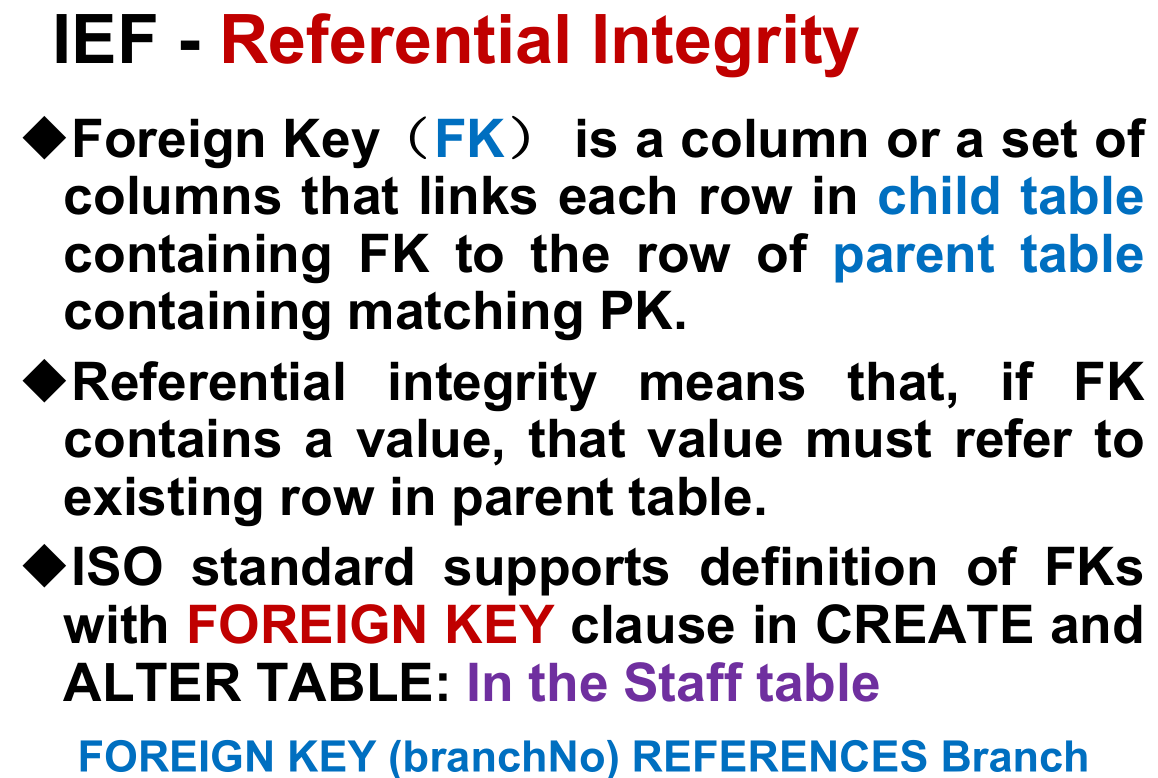 IEF - Referential Integrity
◆Foreign Key（FK） is a column or a set of
columns that links each row in child table
containing FK to the row of parent table
containing matching PK.
◆Referential integrity means that, if FK
contains a value, that value must refer to
existing row in parent table.
◆ISO standard supports definition of FKs
with FOREIGN KEY clause in CREATE and
ALTER TABLE: In the Staff table
FOREIGN KEY (branchNo) REFERENCES Branch